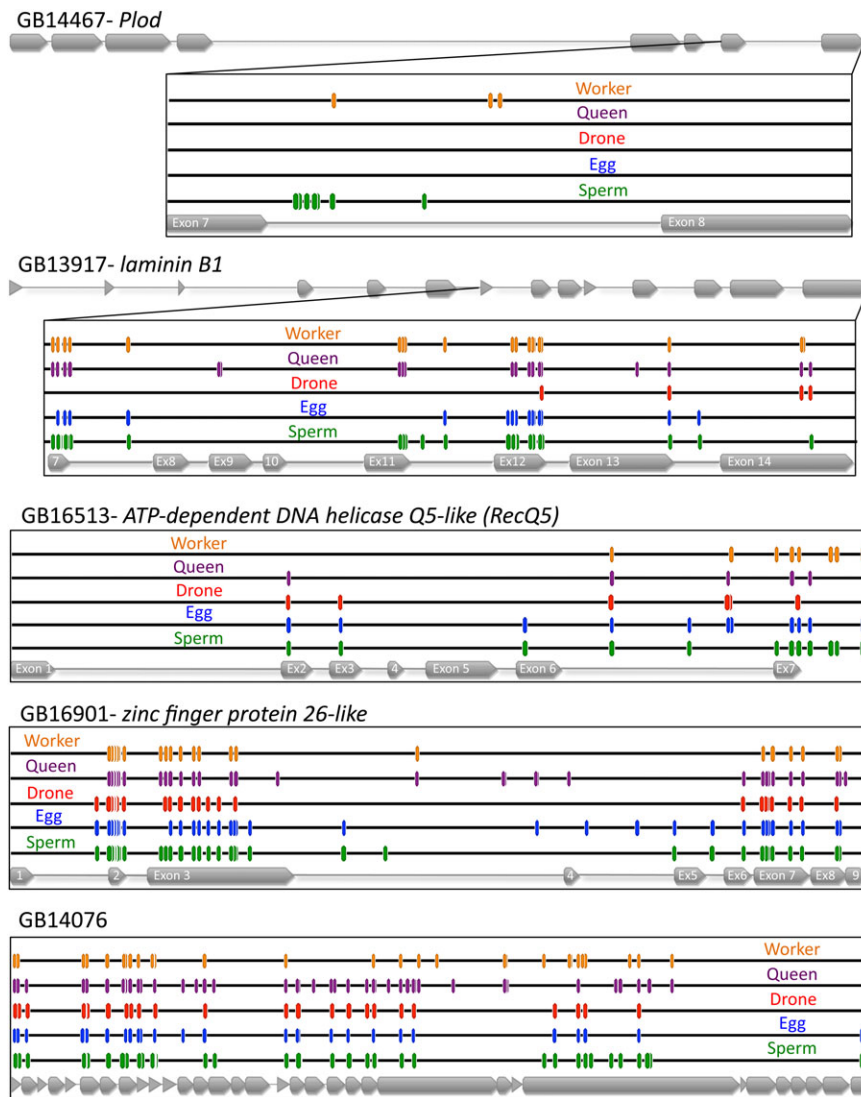 GB14467- Plod
Worker
Queen
Drone
Egg
Sperm
Exon 7 Exon 8
GB13917- laminin B1
Worker
Queen
Drone
Egg
Sperm
7 Ex8 Ex9 10 Ex11 Ex12 Exon 13 Exon 14
GB16513- ATP-dependent DNA helicase Q5-like (RecQ5)
Worker
Queen
Drone
Egg
Sperm
Exon 1 Ex2 Ex3 4 Exon 5 Exon 6 Ex7
GB16901- zinc finger protein 26-like
Worker
Queen
Drone
Egg
Sperm
1 2 Exon 3 4 Ex5 Ex6 Exon 7 Ex8 9
GB14076
Worker
Queen
Drone
Egg
Sperm